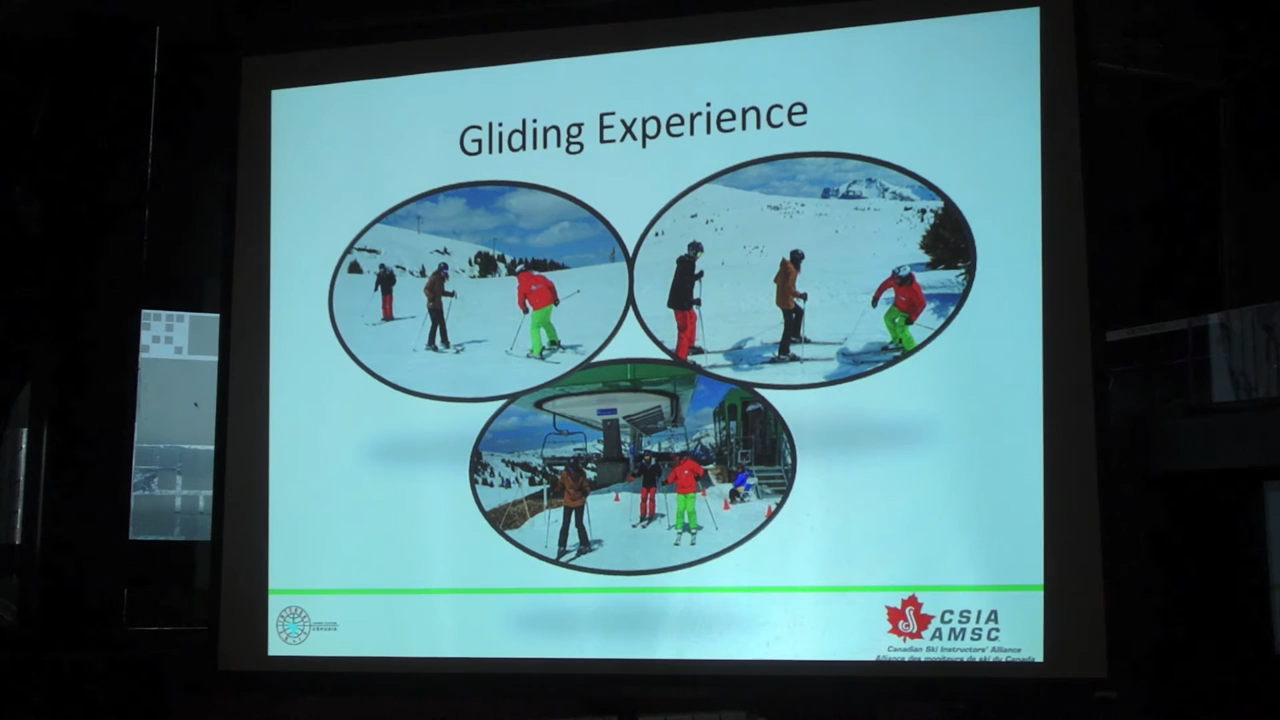 Gliding Experience
CSIA
AMSC
Canadian Ski Instructors' Alliance
Alliance des moniteurs de ski du Canada